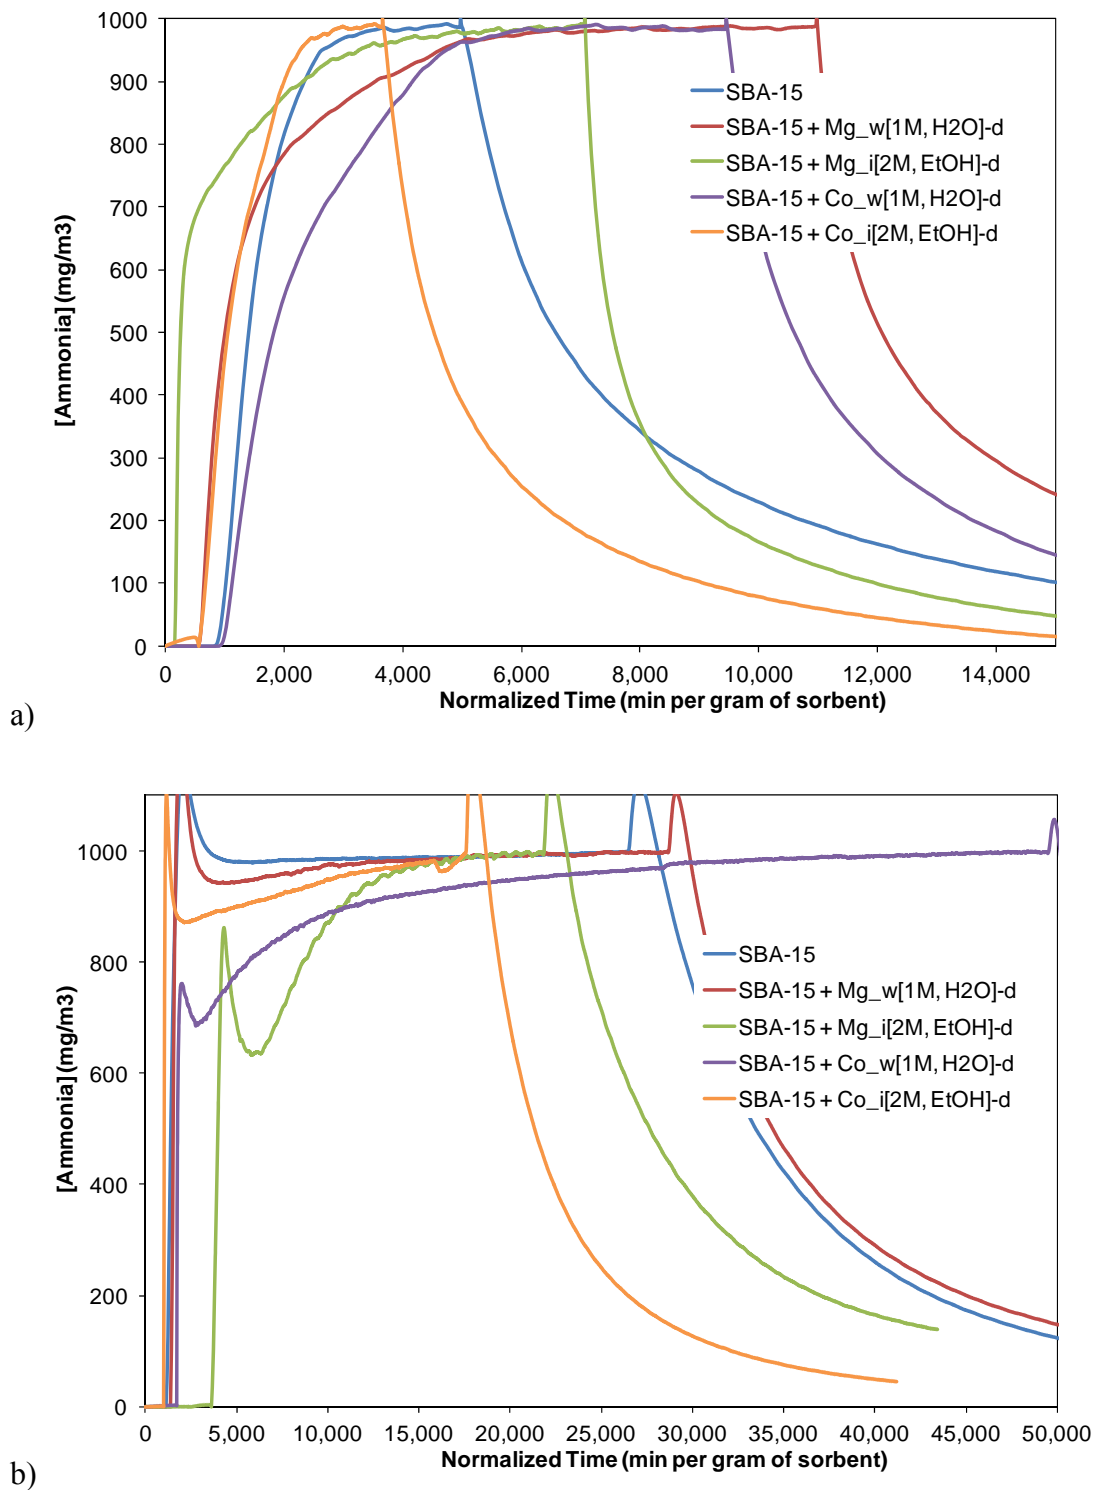 1000
900
800
700
600
500
400
300
200
100
0
[Ammonia] (mg/m3)
SBA-15
SBA-15 + Mg_w[1M, H2O]-d
SBA-15 + Mg_i[2M, EtOH]-d
SBA-15 + Co_w[1M, H2O]-d
SBA-15 + Co_i[2M, EtOH]-d
0 2,000 4,000 6,000 8,000 10,000 12,000 14,000
Normalized Time (min per gram of sorbent)
a)
1000
800
600
400
200
0
[Ammonia] (mg/m3)
SBA-15
SBA-15 + Mg_w[1M, H2O]-d
SBA-15 + Mg_i[2M, EtOH]-d
SBA-15 + Co_w[1M, H2O]-d
SBA-15 + Co_i[2M, EtOH]-d
0 5,000 10,000 15,000 20,000 25,000 30,000 35,000 40,000 45,000 50,000
Normalized Time (min per gram of sorbent)
b)